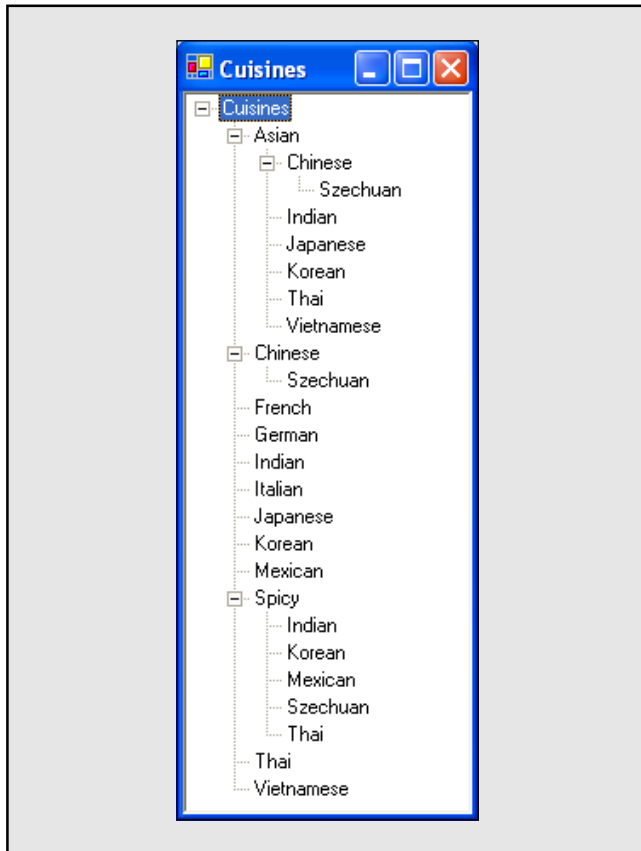 Cuisines
Cuisines
Asian
Chinese
Szechuan
Indian
Japanese
Korean
Thai
Vietnamese
Chinese
Szechuan
French
German
Indian
Italian
Japanese
Korean
Mexican
Spicy
Indian
Korean
Mexican
Szechuan
Thai
Thai
Vietnamese